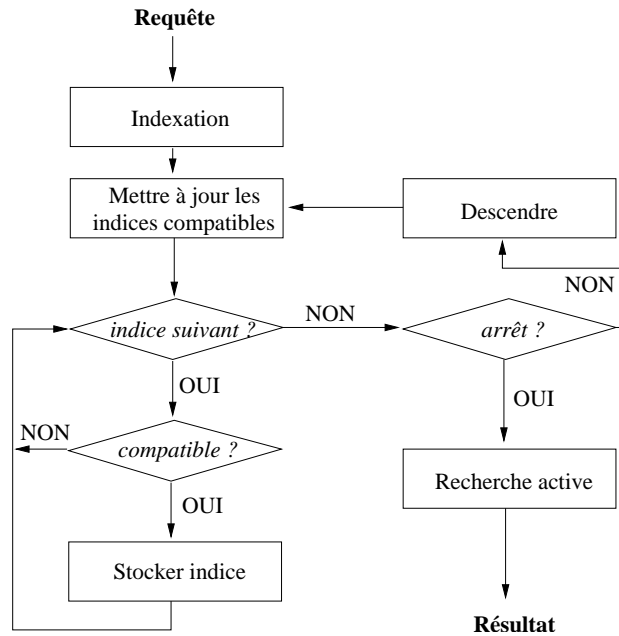 Requête
Indexation
Mettre à jour les
indices compatibles
Descendre
NON
indice suivant ?
NON
arrêt ?
OUI
OUI
NON
compatible ?
Recherche active
OUI
Stocker indice
Résultat